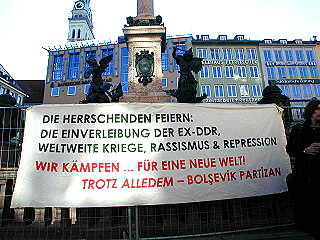 DIE HERRSCHENDEN FEIERN:
DIE EINVERLEIBUNG DER EX-DDR,
WELTWEITE KRIEGE, RASSISMUS & REPRESSION
WIR KÄMPFEN ... FÜR EINE NEUE WELT!
TROTZ ALLEDEM – BOLŞEVİK PARTİZAN